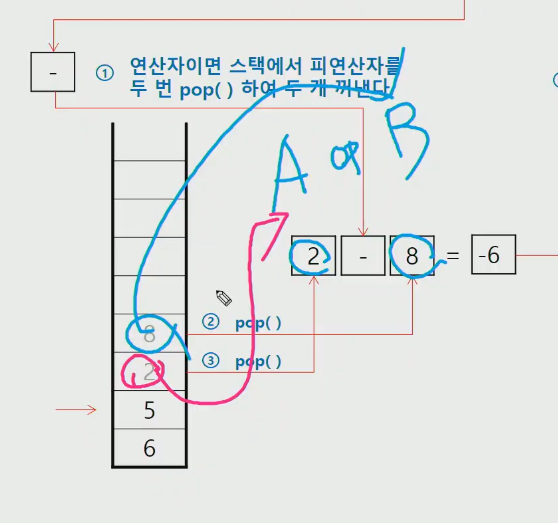 - ① 연산자이면 스택에서 피연산자를
두 번 pop( ) 하여 두 개 꺼낸다
A op B
2 - 8 = -6
8 ② pop( )
2 ③ pop( )
5
6